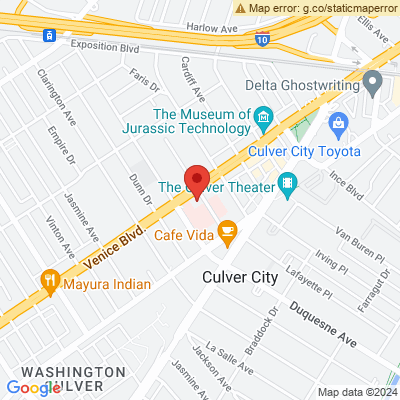 Map error: g.co/staticmaperror
Harlow Ave
Ellis Ave
Exposition Blvd
10
Faris Dr
Cardiff Ave
Clarington Ave
Delta Ghostwriting
The Museum of
Jurassic Technology
Culver City Toyota
Empire Dr
Dunn Dr
The Culver Theater
Ince Blvd
Jasmine Ave
Vinton Ave
Venice Blvd.
Cafe Vida
Van Buren Pl
Irving Pl
Mayura Indian
Culver City
Lafayette Pl
Farragut Dr
Braddock Dr
Duquesne Ave
La Salle Ave
Jackson Ave
Jasmine Ave
WASHINGTON
CULVER
Google
Map data ©2024